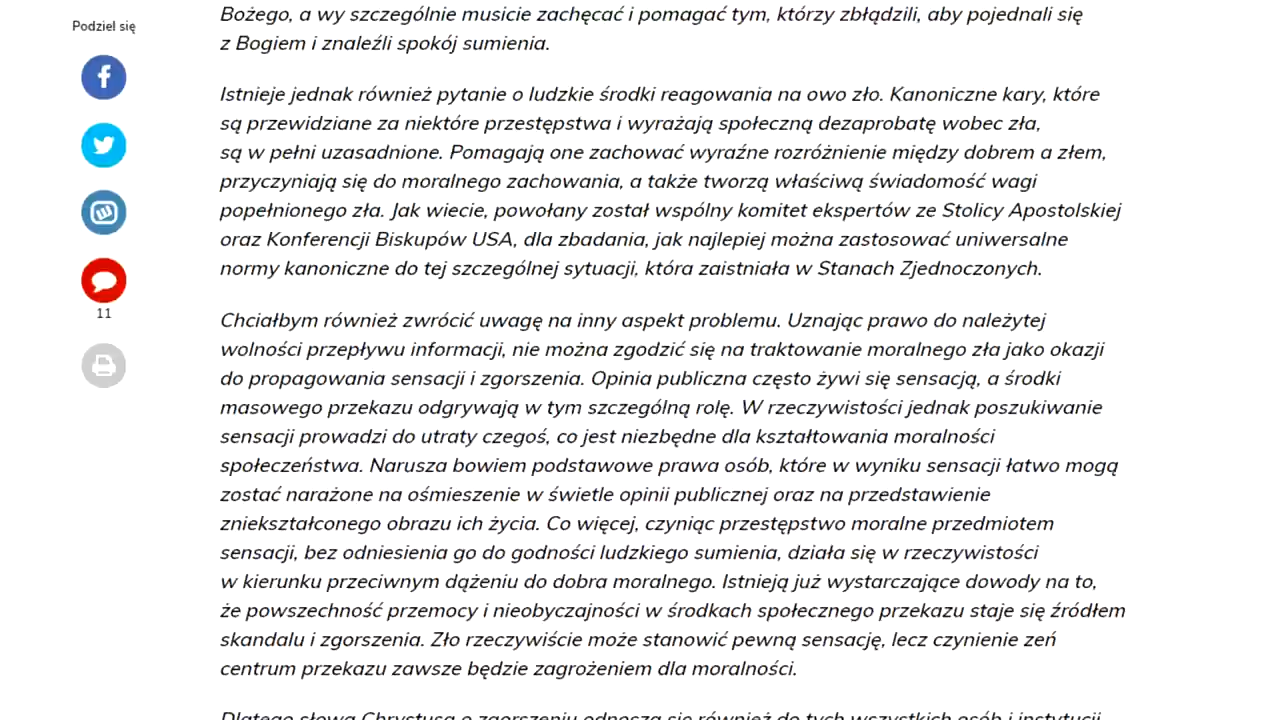 Podziel się
11
Bożego, a wy szczególnie musicie zachęcać i pomagać tym, którzy zbłądzili, aby pojednali się
z Bogiem i znaleźli spokój sumienia.
Istnieje jednak również pytanie o ludzkie środki reagowania na owo zło. Kanoniczne kary, które
są przewidziane za niektóre przestępstwa i wyrażają społeczną dezaprobatę wobec zła,
są w pełni uzasadnione. Pomagają one zachować wyraźne rozróżnienie między dobrem a złem,
przyczyniają się do moralnego zachowania, a także tworzą właściwą świadomość wagi
popełnionego zła. Jak wiecie, powołany został wspólny komitet ekspertów ze Stolicy Apostolskiej
oraz Konferencji Biskupów USA, dla zbadania, jak najlepiej można zastosować uniwersalne
normy kanoniczne do tej szczególnej sytuacji, która zaistniała w Stanach Zjednoczonych.
Chciałbym również zwrócić uwagę na inny aspekt problemu. Uznając prawo do należytej
wolności przepływu informacji, nie można zgodzić się na traktowanie moralnego zła jako okazji
do propagowania sensacji i zgorszenia. Opinia publiczna często żywi się sensacją, a środki
masowego przekazu odgrywają w tym szczególną rolę. W rzeczywistości jednak poszukiwanie
sensacji prowadzi do utraty czegoś, co jest niezbędne dla kształtowania moralności
społeczeństwa. Narusza bowiem podstawowe prawa osób, które w wyniku sensacji łatwo mogą
zostać narażone na ośmieszenie w świetle opinii publicznej oraz na przedstawienie
zniekształconego obrazu ich życia. Co więcej, czyniąc przestępstwo moralne przedmiotem
sensacji, bez odniesienia go do godności ludzkiego sumienia, działa się w rzeczywistości
w kierunku przeciwnym dążeniu do dobra moralnego. Istnieją już wystarczające dowody na to,
że powszechność przemocy i nieobyczajności w środkach społecznego przekazu staje się źródłem
skandalu i zgorszenia. Zło rzeczywiście może stanowić pewną sensację, lecz czynienie zeń
centrum przekazu zawsze będzie zagrożeniem dla moralności.
Dlatego słowa Chrystusa o zgorszeniu odnoszą się również do tych wszystkich osób i instytucji,